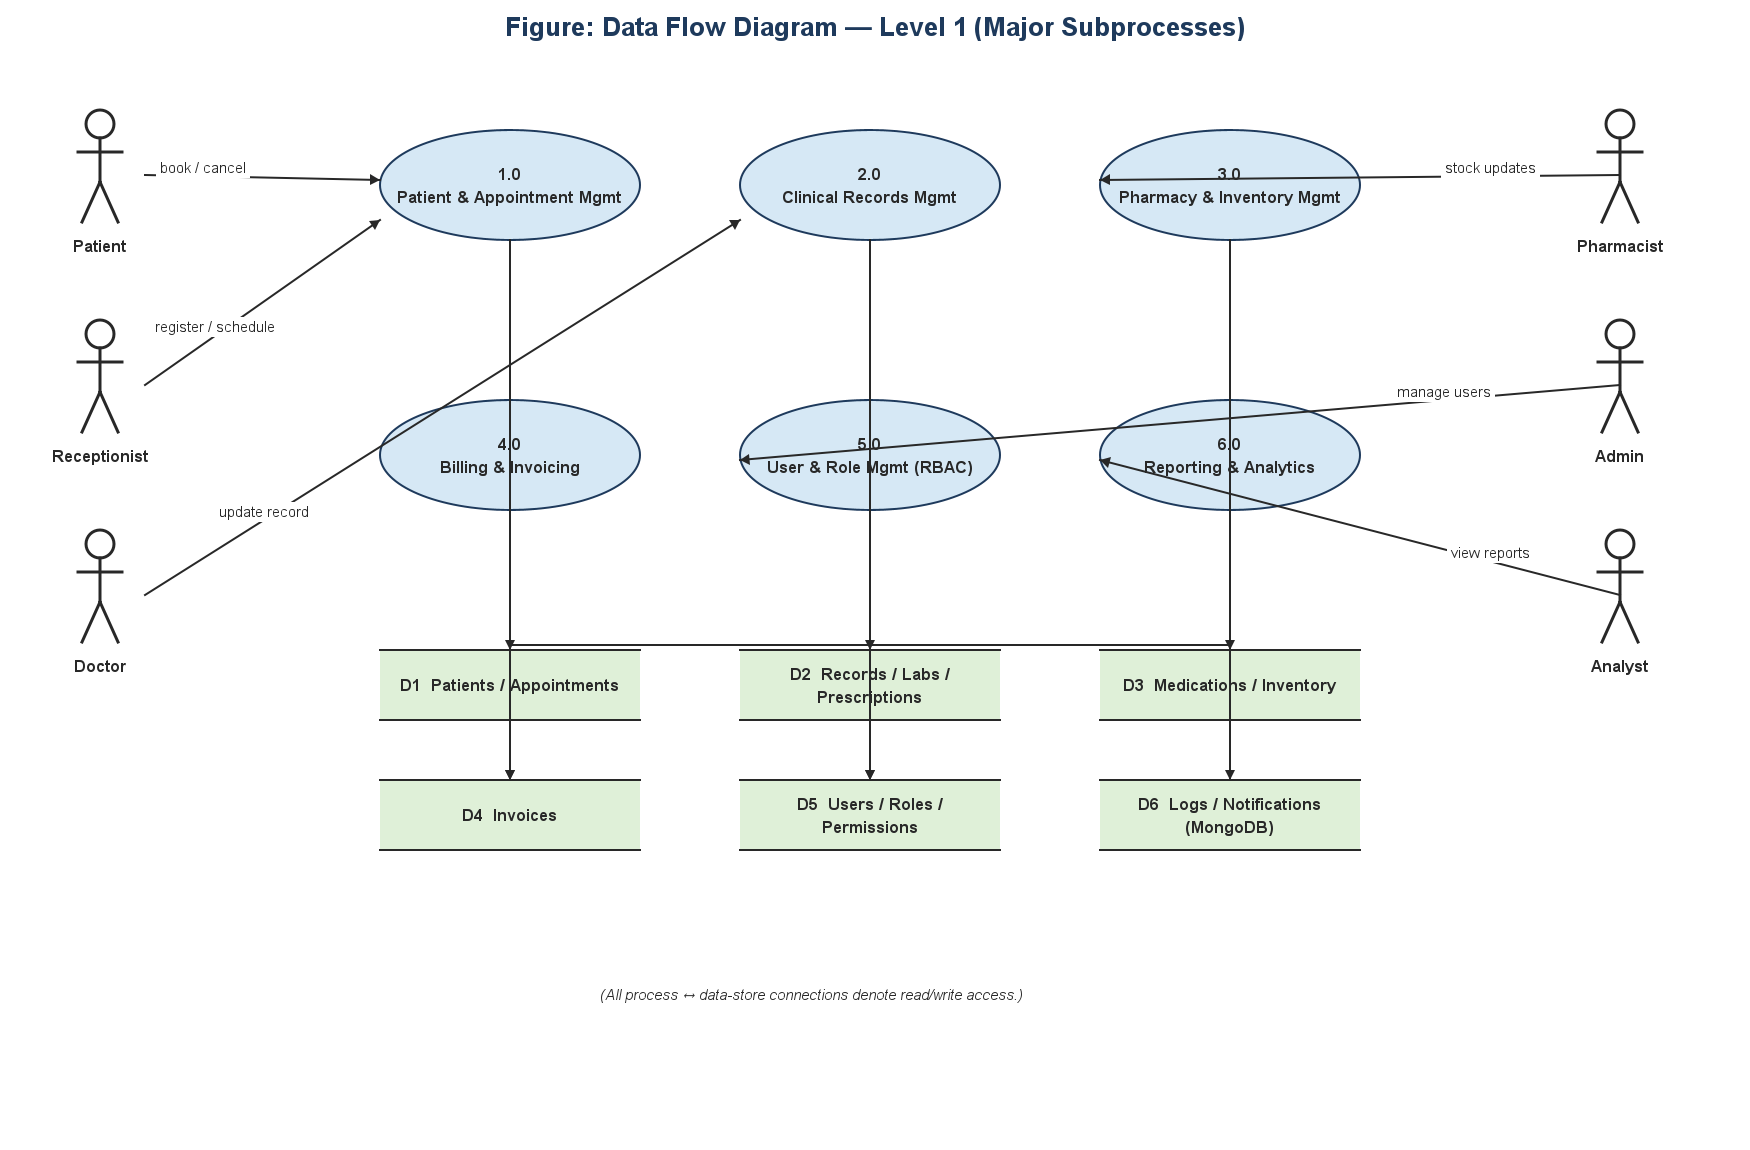 Figure: Data Flow Diagram — Level 1 (Major Subprocesses)
book / cancel
1.0
Patient & Appointment Mgmt
2.0
Clinical Records Mgmt
3.0
Pharmacy & Inventory Mgmt
stock updates
Patient
Pharmacist
register / schedule
manage users
Receptionist
4.0
Billing & Invoicing
5.0
User & Role Mgmt (RBAC)
6.0
Reporting & Analytics
Admin
update record
view reports
Doctor
D1 Patients / Appointments
D2 Records / Labs /
Prescriptions
D3 Medications / Inventory
Analyst
D4 Invoices
D5 Users / Roles /
Permissions
D6 Logs / Notifications
(MongoDB)
(All process ↔ data-store connections denote read/write access.)